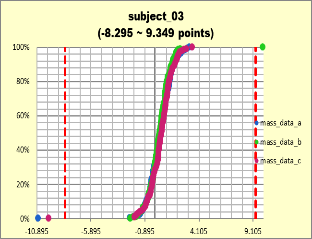 subject_03
(-8.295 ~ 9.349 points)
100%
80%
60%
40%
20%
0%
-10.895
-5.895
-0.895
4.105
9.105
mass_data_a
mass_data_b
mass_data_c